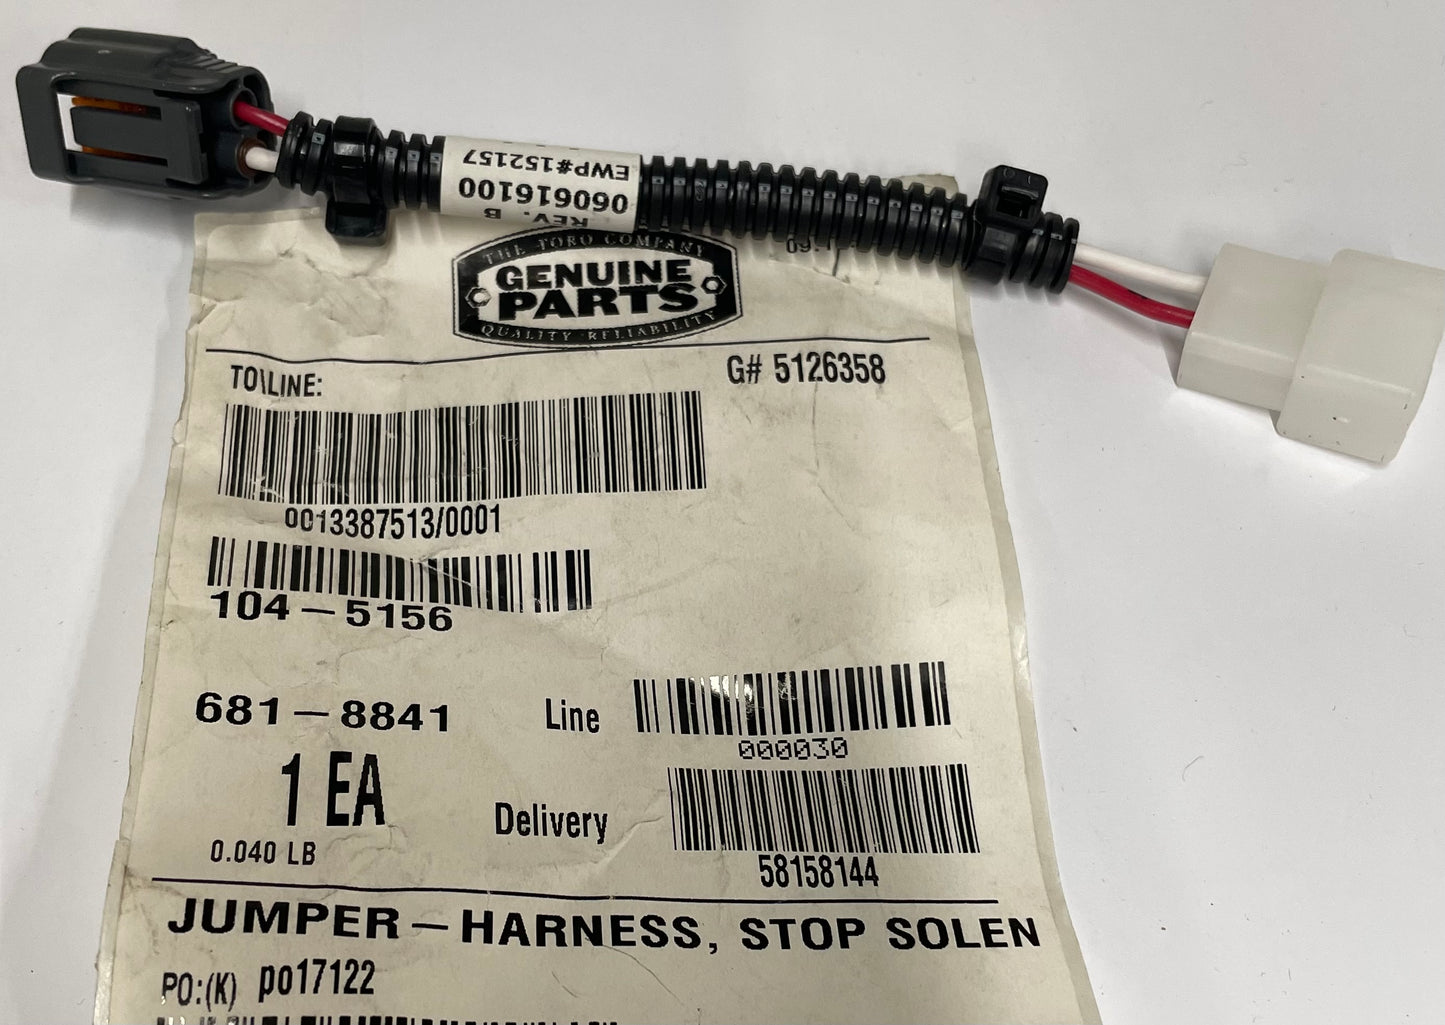 EWP#152157
060616100
REV. B
THE TORO COMPANY
GENUINE
PARTS
QUALITY RELIABILITY
TO\LINE:
G# 5126358
0013387513/0001
104-5156
681-8841
Line
000030
1 EA
Delivery
58158144
0.040 LB
JUMPER-HARNESS, STOP SOLEN
PO:(K) po17122